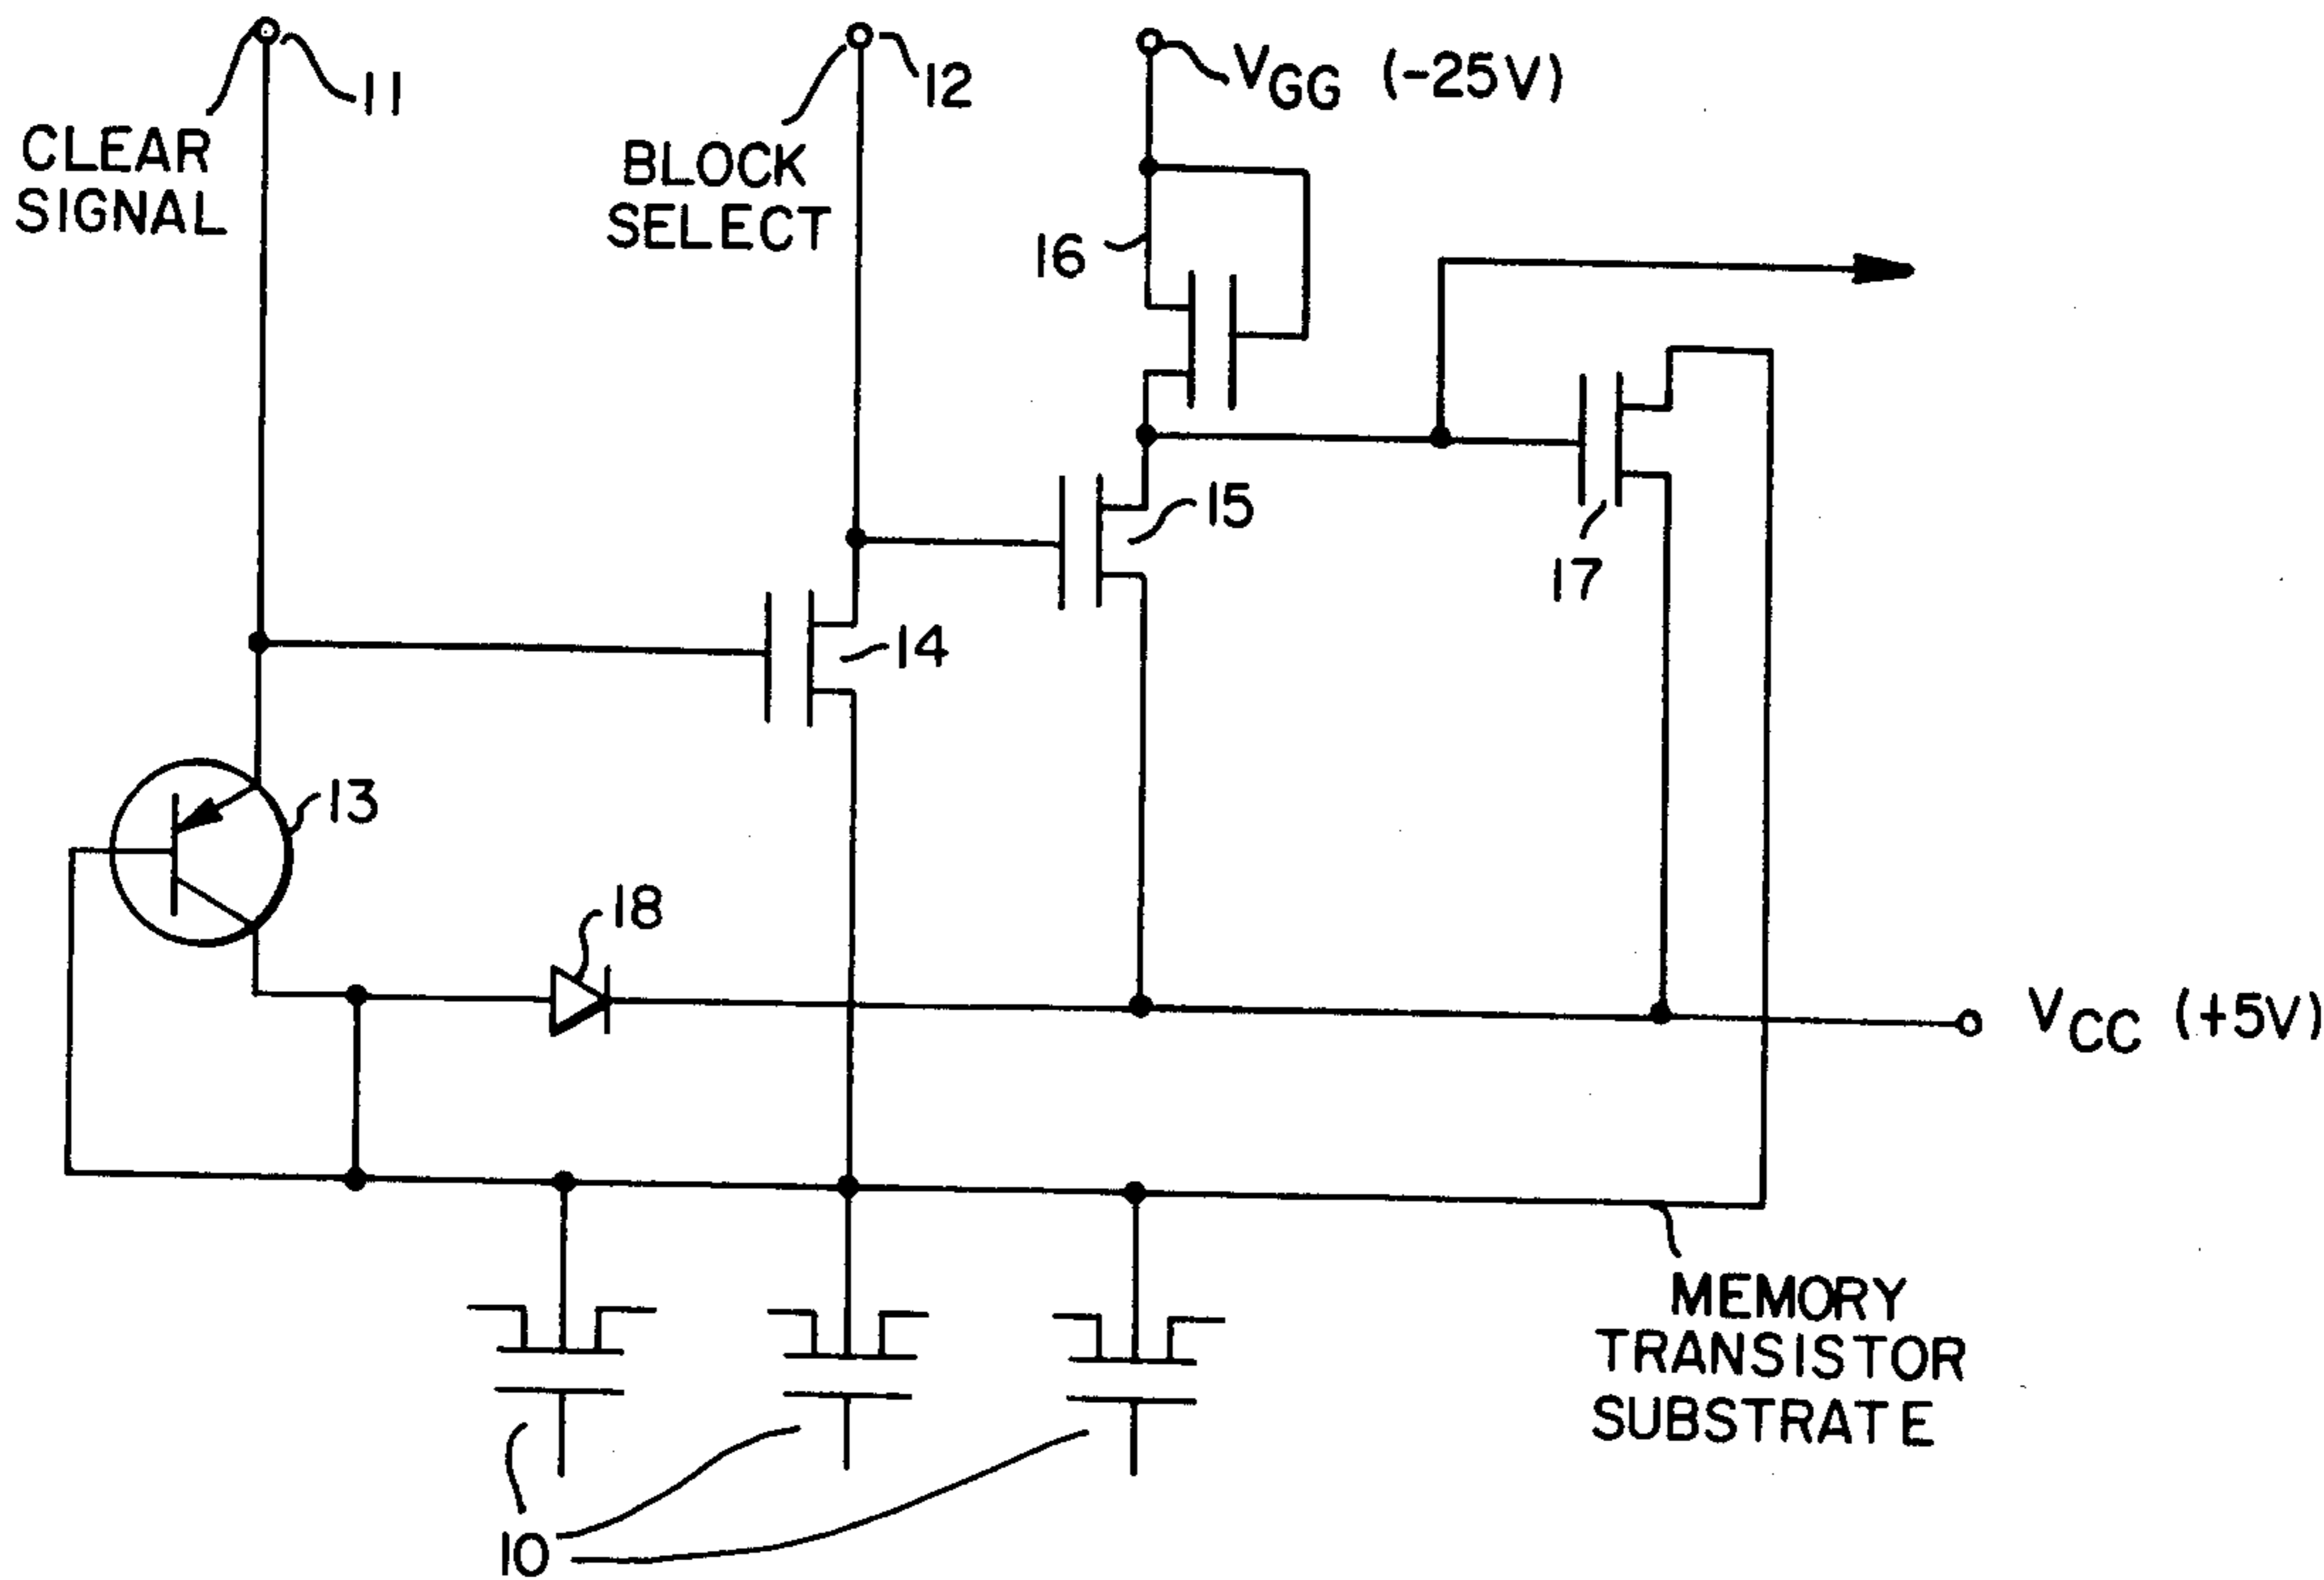 11
CLEAR
SIGNAL
12
BLOCK
SELECT
VGG (-25V)
16
15
17
14
13
18
VCC (+5V)
MEMORY
TRANSISTOR
SUBSTRATE
10